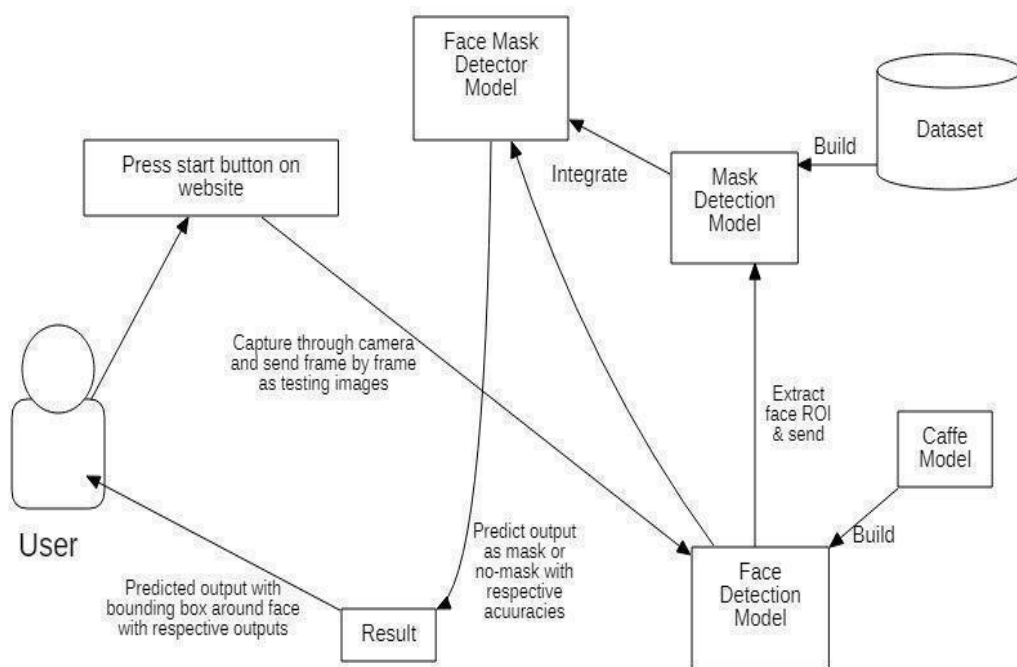 Face Mask
Detector
Model
Dataset
Press start button on
website
Build
Integrate
Mask
Detection
Model
Capture through camera
and send frame by frame
as testing images
Extract
face ROI
& send
Caffe
Model
User
Predict output
as mask or
no-mask with
respective
acuuracies
Build
Predicted output with
bounding box around face
with respective outputs
Result
Face
Detection
Model